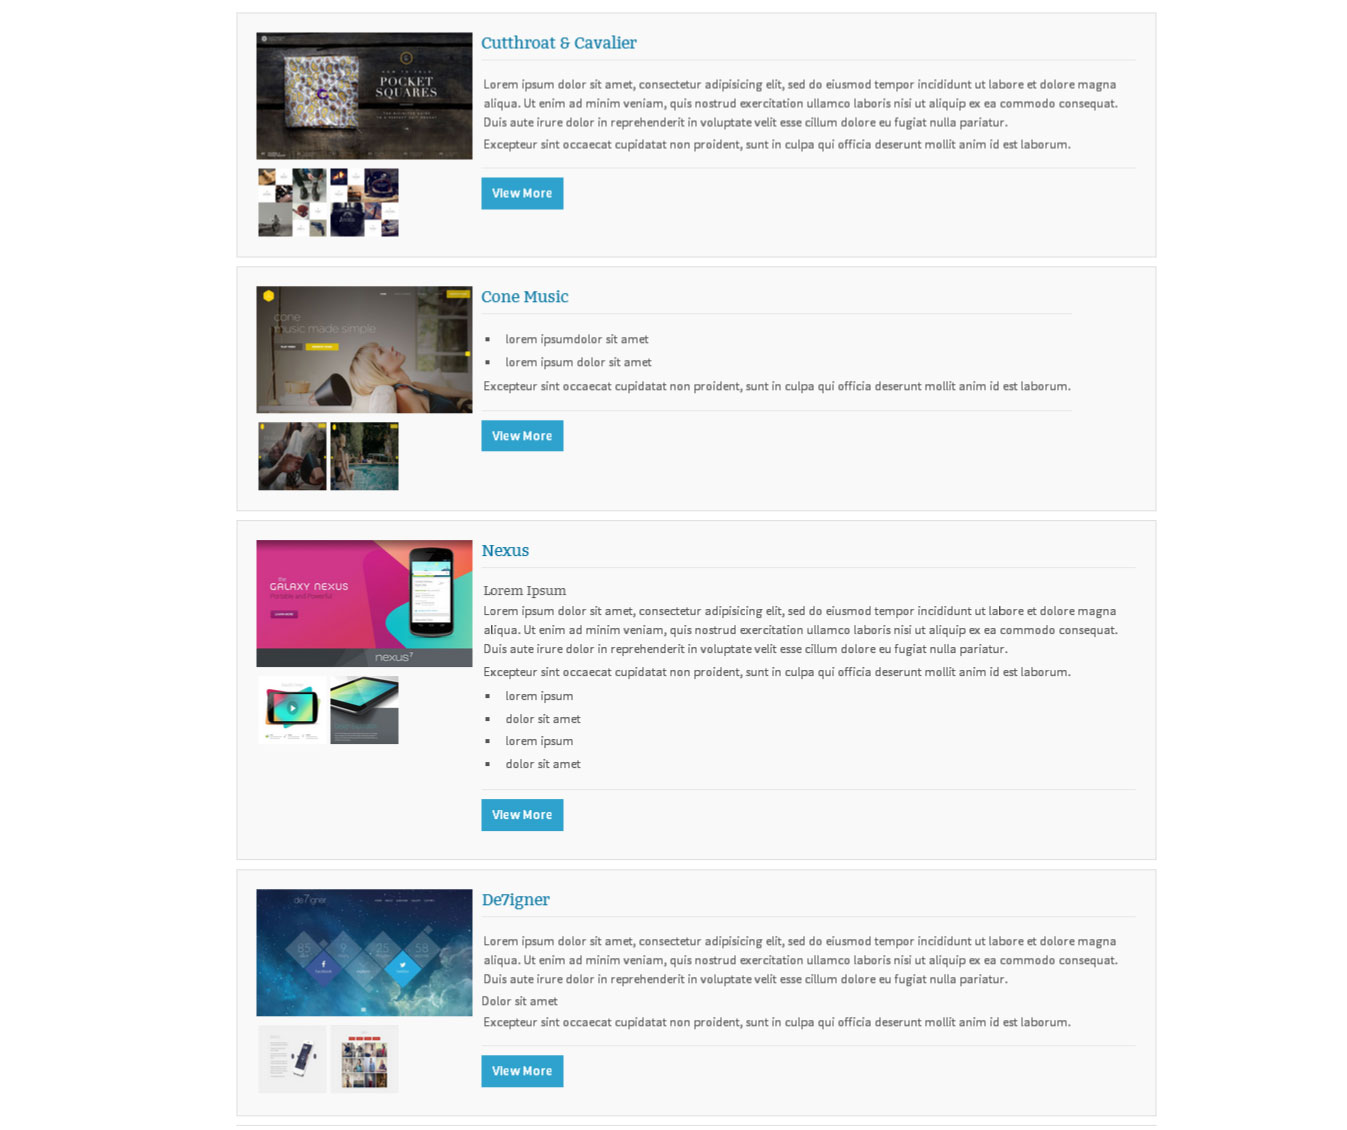 Cutthroat & Cavalier
HOW TO FOLD
POCKET
SQUARES
Lorem ipsum dolor sit amet, consectetur adipisicing elit, sed do eiusmod tempor incididunt ut labore et dolore magna
aliqua. Ut enim ad minim veniam, quis nostrud exercitation ullamco laboris nisi ut aliquip ex ea commodo consequat.
Duis aute irure dolor in reprehenderit in voluptate velit esse cillum dolore eu fugiat nulla pariatur.
Excepteur sint occaecat cupidatat non proident, sunt in culpa qui officia deserunt mollit anim id est laborum.
View More
Cone Music
cone
music made simple
lorem ipsumdolor sit amet
lorem ipsum dolor sit amet
Excepteur sint occaecat cupidatat non proident, sunt in culpa qui officia deserunt mollit anim id est laborum.
View More
Nexus
the
GALAXY NEXUS
Portable and Powerful
LEARN MORE
nexus7
Lorem Ipsum
Lorem ipsum dolor sit amet, consectetur adipisicing elit, sed do eiusmod tempor incididunt ut labore et dolore magna
aliqua. Ut enim ad minim veniam, quis nostrud exercitation ullamco laboris nisi ut aliquip ex ea commodo consequat.
Duis aute irure dolor in reprehenderit in voluptate velit esse cillum dolore eu fugiat nulla pariatur.
Excepteur sint occaecat cupidatat non proident, sunt in culpa qui officia deserunt mollit anim id est laborum.
lorem ipsum
dolor sit amet
lorem ipsum
dolor sit amet
View More
De7igner
de7igner
85 9 25 58
Lorem ipsum dolor sit amet, consectetur adipisicing elit, sed do eiusmod tempor incididunt ut labore et dolore magna
aliqua. Ut enim ad minim veniam, quis nostrud exercitation ullamco laboris nisi ut aliquip ex ea commodo consequat.
Duis aute irure dolor in reprehenderit in voluptate velit esse cillum dolore eu fugiat nulla pariatur.
Dolor sit amet
Excepteur sint occaecat cupidatat non proident, sunt in culpa qui officia deserunt mollit anim id est laborum.
View More